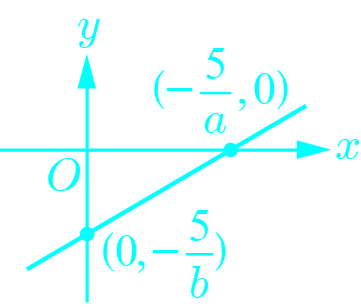 y
(−5/a, 0)
x
O
(0, −5/b)